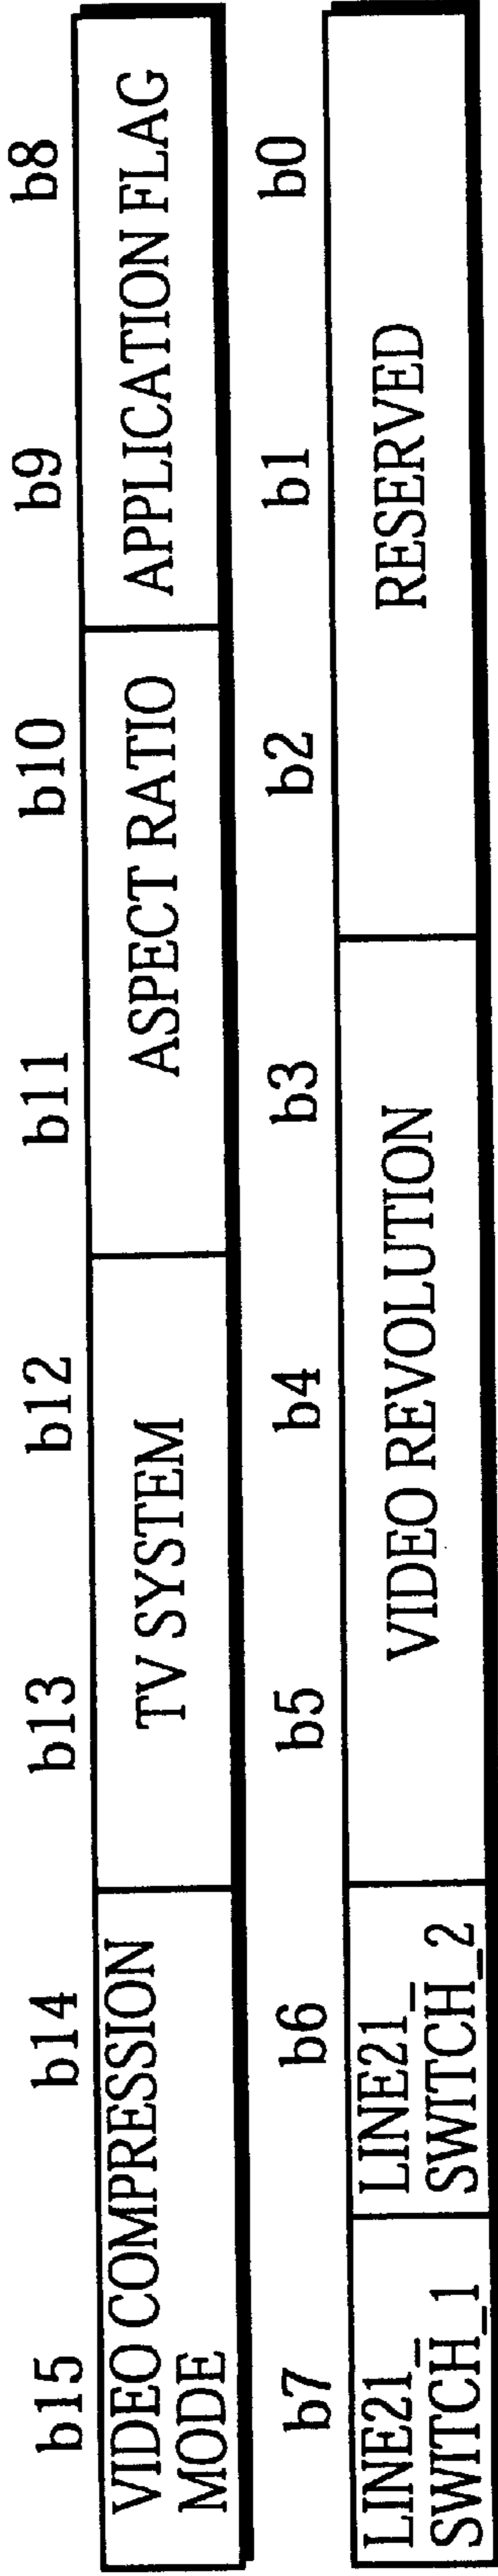 b15 b14 b13 b12 b11 b10 b9 b8
VIDEO COMPRESSION
MODE
TV SYSTEM
ASPECT RATIO
APPLICATION FLAG
b7 b6 b5 b4 b3 b2 b1 b0
LINE21_
SWITCH_1
LINE21_
SWITCH_2
VIDEO REVOLUTION
RESERVED